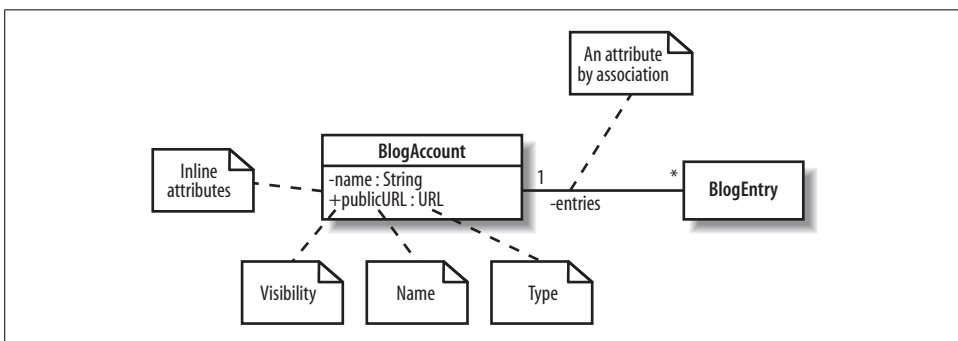 An attribute
by association
BlogAccount
-name : String
+publicURL : URL
Inline
attributes
1
*
-entries
BlogEntry
Visibility
Name
Type